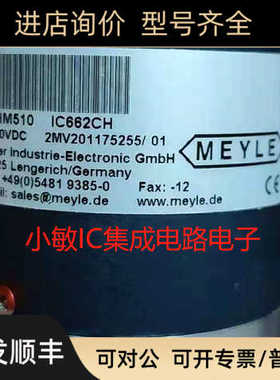 进店询价 型号齐全
HM510 IC662CH
0VDC 2MV201175255/ 01
er Industrie-Electronic GmbH
25 Lengerich/Germany
+49(0)5481 9385-0 Fax: -12
il: sales@meyle.de www.meyle.de
MEYLE
小敏IC集成电路电子
发顺丰
可对公 可开专票/普